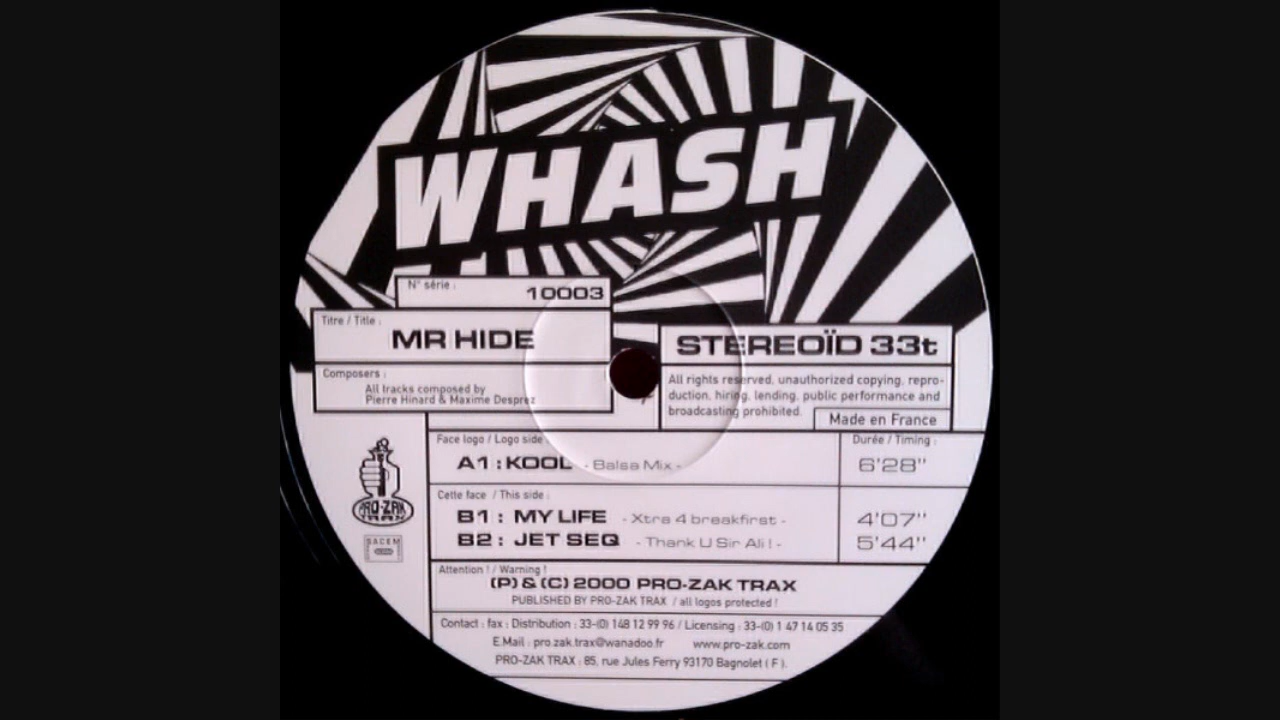 WHASH
N° série :
10003
Titre / Title :
MR HIDE
Composers :
All tracks composed by
Pierre Hinard & Maxime Desprez
STEREOÏD 33t
All rights reserved, unauthorized copying, repro-
duction, hiring, lending, public performance and
broadcasting prohibited.
Made en France
Face logo / Logo side
Durée / Timing :
A1 : KOOL - Balsa Mix -
6'28"
Cette face / This side :
B1 : MY LIFE - Xtra 4 breakfirst -
4'07"
B2 : JET SEQ - Thank U Sir Ali ! -
5'44"
PRO-ZAK
TRAX
SACEM
Attention ! / Warning !
(P) & (C) 2000 PRO-ZAK TRAX
PUBLISHED BY PRO-ZAK TRAX / all logos protected !
Contact : fax : Distribution : 33-(0) 148 12 99 96 / Licensing : 33-(0) 1 47 14 05 35
E.Mail : pro.zak.trax@wanadoo.fr www.pro-zak.com
PRO-ZAK TRAX : 85, rue Jules Ferry 93170 Bagnolet ( F ).